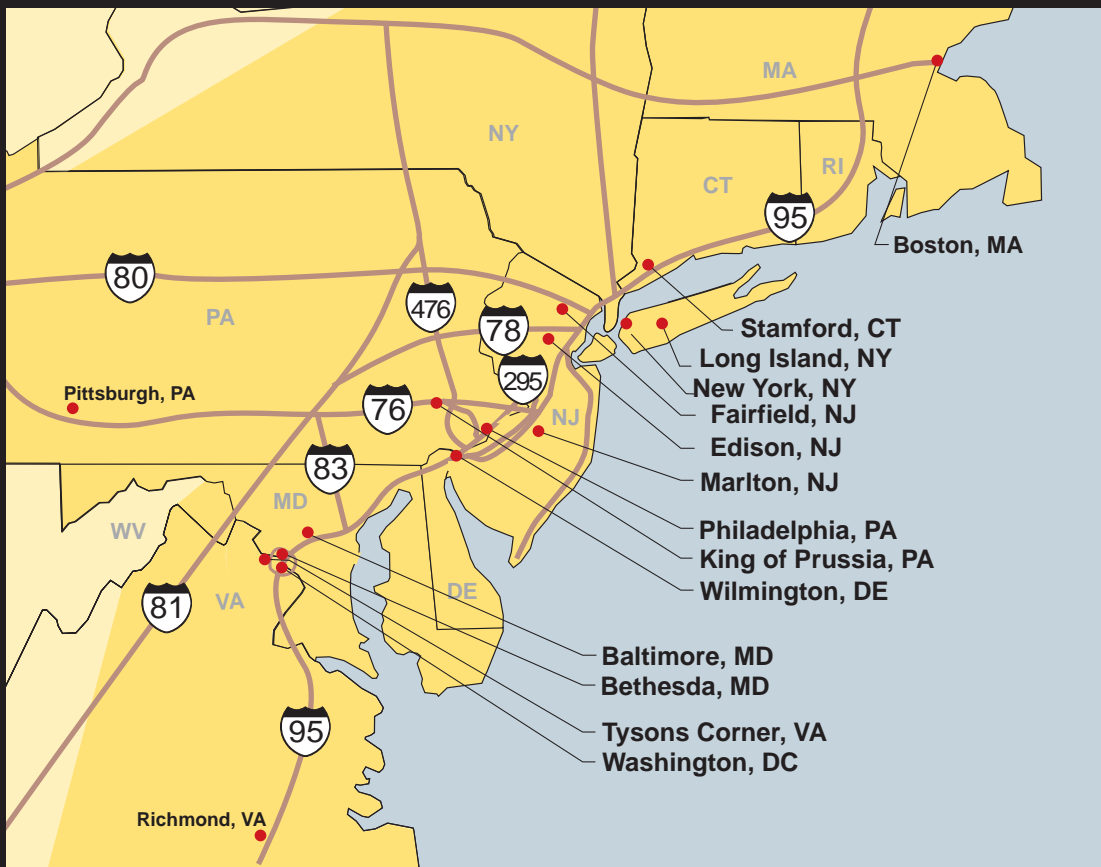 MA
NY
RI
CT
95
Boston, MA
80
476
PA
78
Stamford, CT
Long Island, NY
295
New York, NY
Pittsburgh, PA
76
Fairfield, NJ
NJ
Edison, NJ
83
Marlton, NJ
MD
WV
Philadelphia, PA
King of Prussia, PA
DE
Wilmington, DE
81
VA
Baltimore, MD
Bethesda, MD
95
Tysons Corner, VA
Washington, DC
Richmond, VA